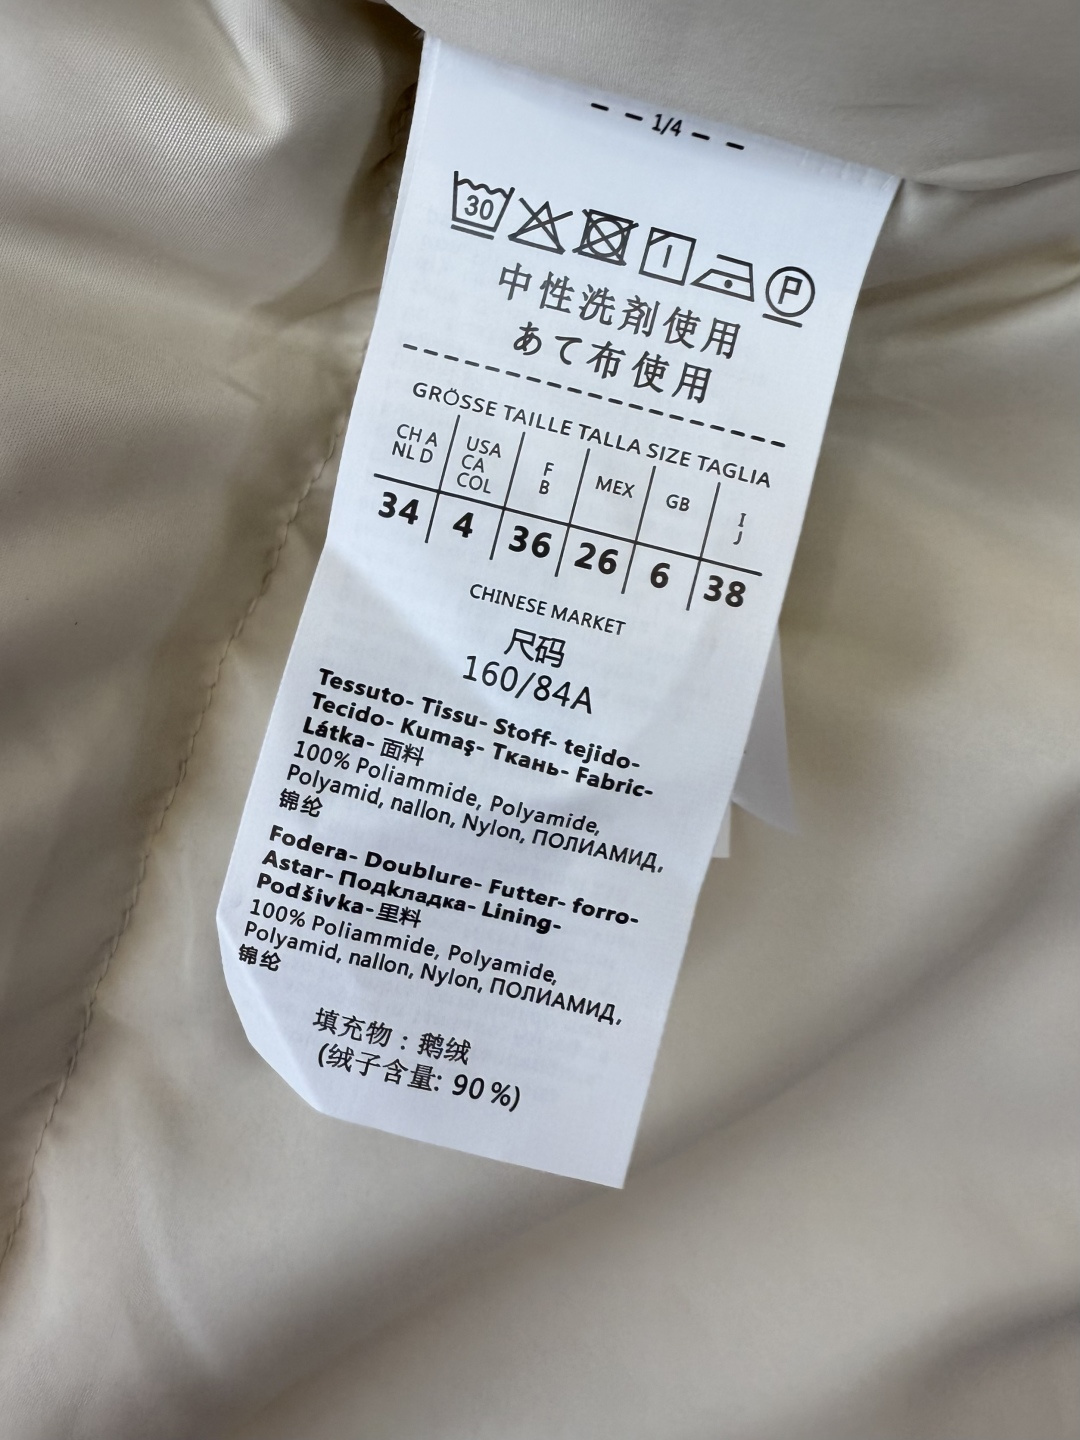 1/4
30 P
中性洗剤使用
あて布使用
GRÖSSE TAILLE TALLA SIZE TAGLIA
CH A NL D
USA CA COL
F B
MEX
GB
I J
34 4 36 26 6 38
CHINESE MARKET
尺码
160/84A
Tessuto- Tissu- Stoff- tejido-
Tecido- Kumaş- Ткань- Fabric-
Látka- 面料
100% Poliammide, Polyamide,
Polyamid, nallon, Nylon, ПОЛИАМИД,
锦纶
Fodera- Doublure- Futter- forro-
Astar- Подкладка- Lining-
Podšívka-里料
100% Poliammide, Polyamide,
Polyamid, nallon, Nylon, ПОЛИАМИД,
锦纶
填充物：鹅绒
(绒子含量: 90%)